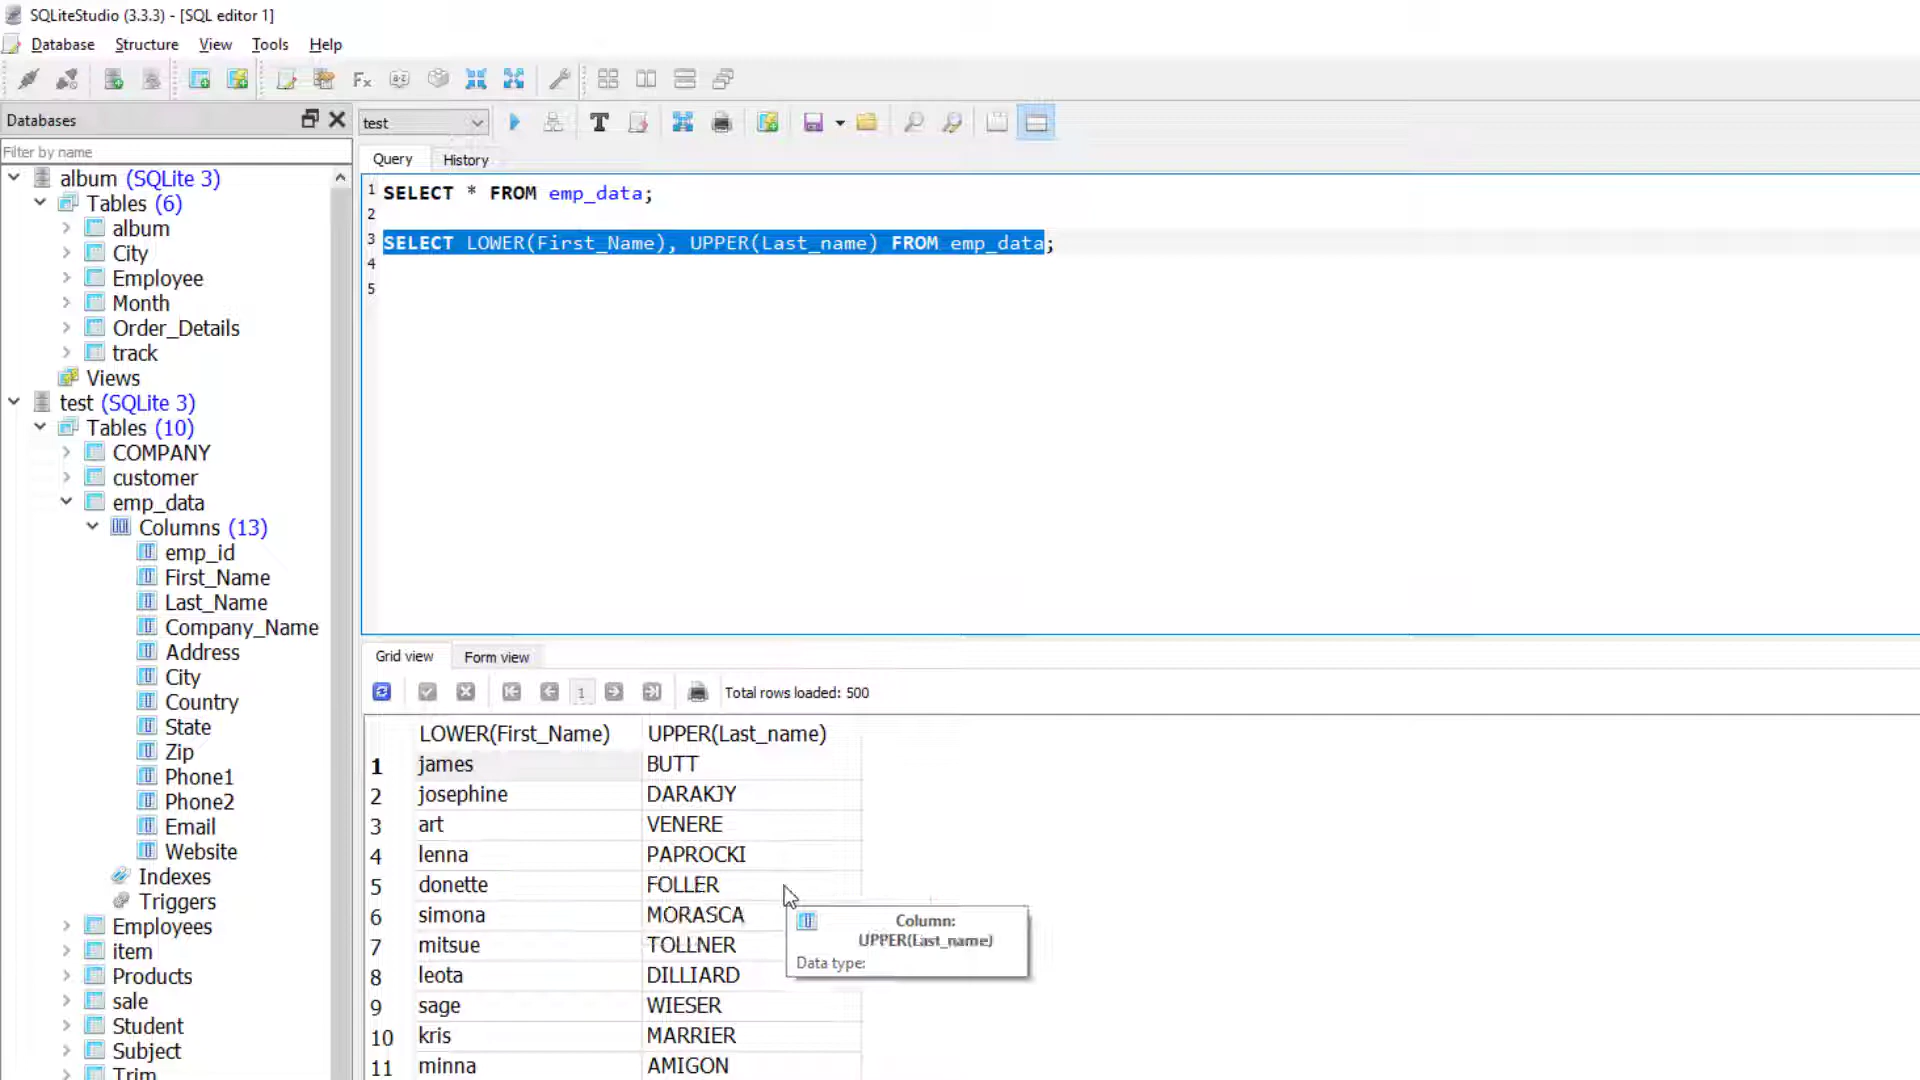 SQLiteStudio (3.3.3) - [SQL editor 1]
Database Structure View Tools Help
Databases
test
Filter by name
Query History
album (SQLite 3)
Tables (6)
album
City
Employee
Month
Order_Details
track
Views
test (SQLite 3)
Tables (10)
COMPANY
customer
emp_data
Columns (13)
emp_id
First_Name
Last_Name
Company_Name
Address
City
Country
State
Zip
Phone1
Phone2
Email
Website
Indexes
Triggers
Employees
item
Products
sale
Student
Subject
Trim
1 SELECT * FROM emp_data;
2
3 SELECT LOWER(First_Name), UPPER(Last_name) FROM emp_data;
4
5
Grid view Form view
1 Total rows loaded: 500
LOWER(First_Name) UPPER(Last_name)
1 james BUTT
2 josephine DARAKJY
3 art VENERE
4 lenna PAPROCKI
5 donette FOLLER
6 simona MORASCA
7 mitsue TOLLNER
8 leota DILLIARD
9 sage WIESER
10 kris MARRIER
11 minna AMIGON
Column:
UPPER(Last_name)
Data type: